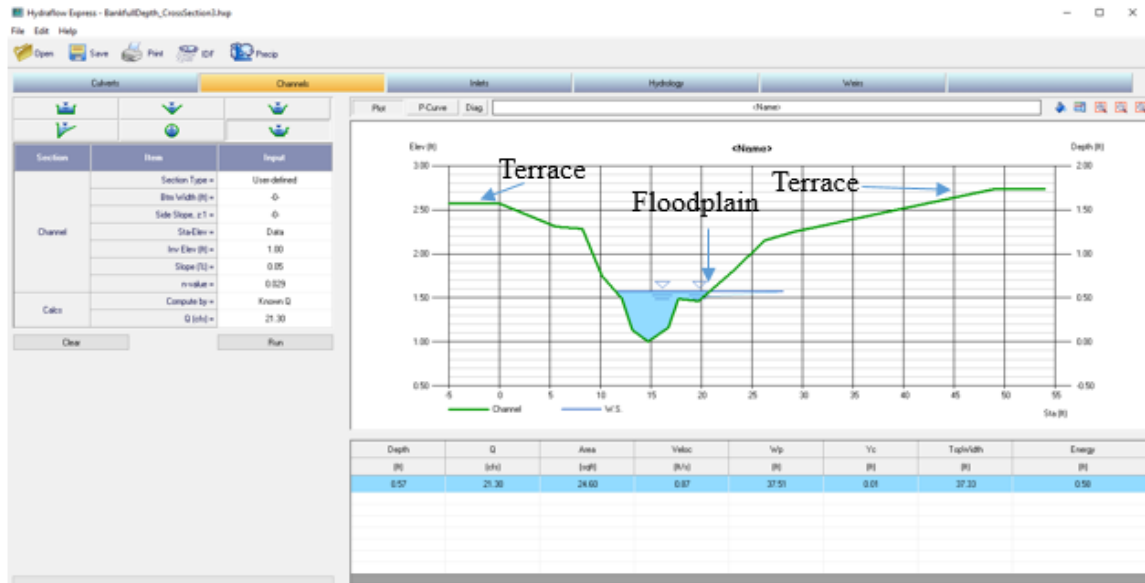 Hydraflow Express - BankfullDepth_CrossSection3.hxp
File Edit Help
Open Save Print IDF Precip
Culverts Channels Inlets Hydrology Weirs
Plot P-Curve Diag <Name>
Section Item Input
Section Type = User-defined
Btm Width (ft) = -0-
Side Slope, z:1 = -0-
Channel Sta-Elev = Data
Inv Elev (ft) = 1.00
Slope (%) = 0.05
n-value = 0.029
Calcs Compute by = Known Q
Q (cfs) = 21.30
Clear Run
Elev (ft) <Name> Depth (ft)
3.00 2.00
Terrace Terrace
2.50 Floodplain 1.50
2.00 1.00
1.50 0.50
1.00 0.00
0.50 -0.50
-5 0 5 10 15 20 25 30 35 40 45 50 55
Channel W.S. Sta (ft)
Depth Q Area Veloc Wp Yc TopWidth Energy
(ft) (cfs) (sqft) (ft/s) (ft) (ft) (ft) (ft)
0.57 21.30 24.60 0.87 37.51 0.01 37.33 0.58